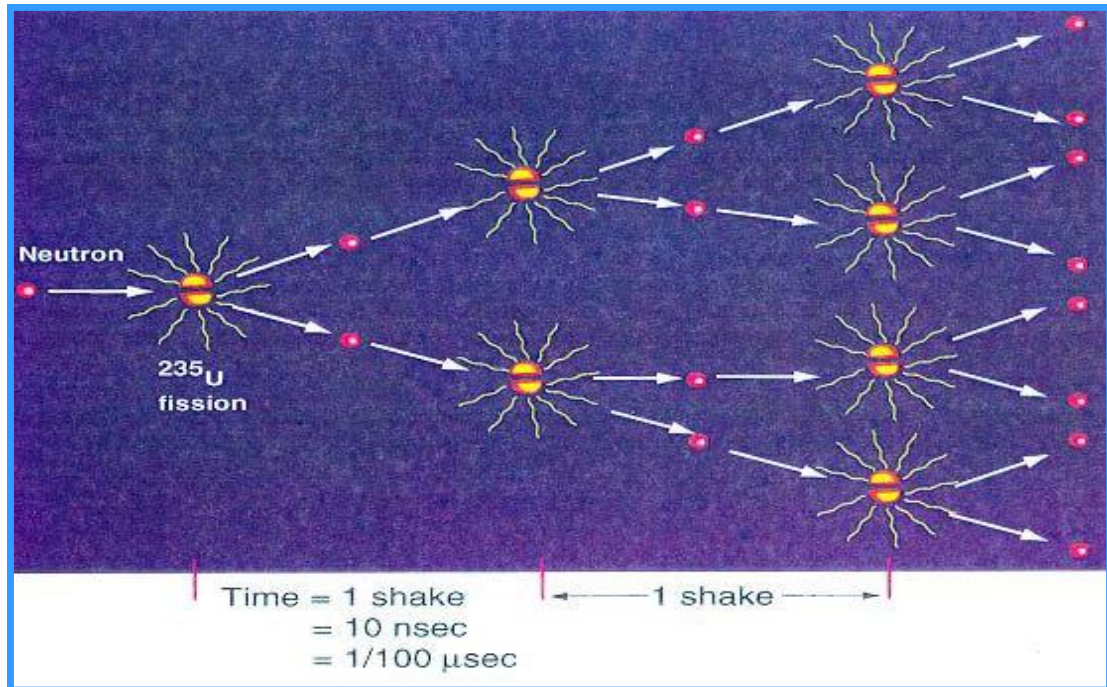 Neutron
²³⁵U
fission
Time = 1 shake
= 10 nsec
= 1/100 μsec
1 shake